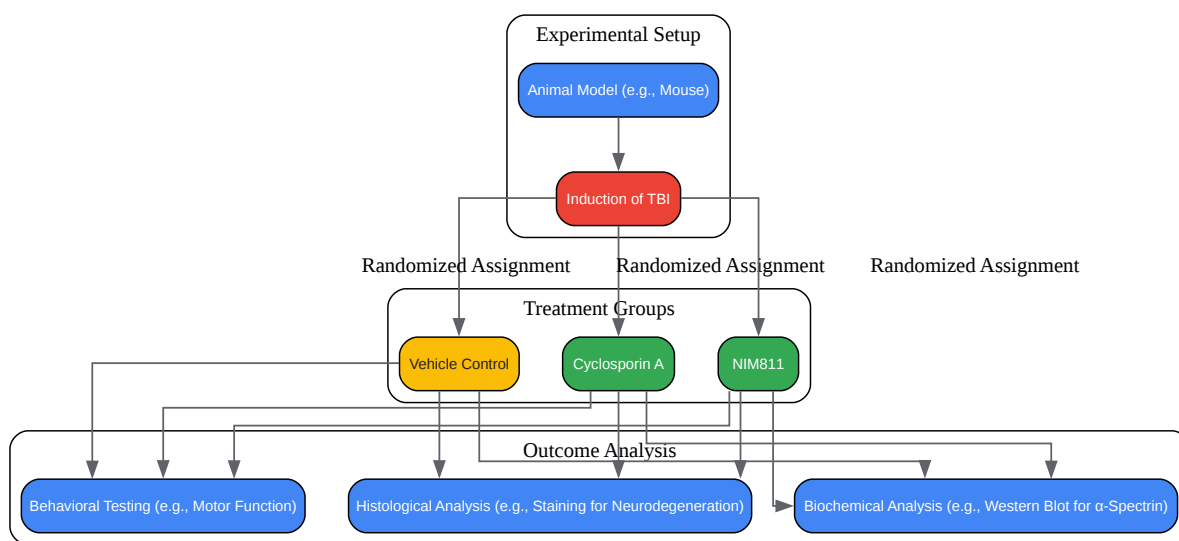 Experimental Setup
Animal Model (e.g., Mouse)
Induction of TBI
Randomized Assignment
Randomized Assignment
Randomized Assignment
Treatment Groups
Vehicle Control
Cyclosporin A
NIM811
Outcome Analysis
Behavioral Testing (e.g., Motor Function)
Histological Analysis (e.g., Staining for Neurodegeneration)
Biochemical Analysis (e.g., Western Blot for α-Spectrin)